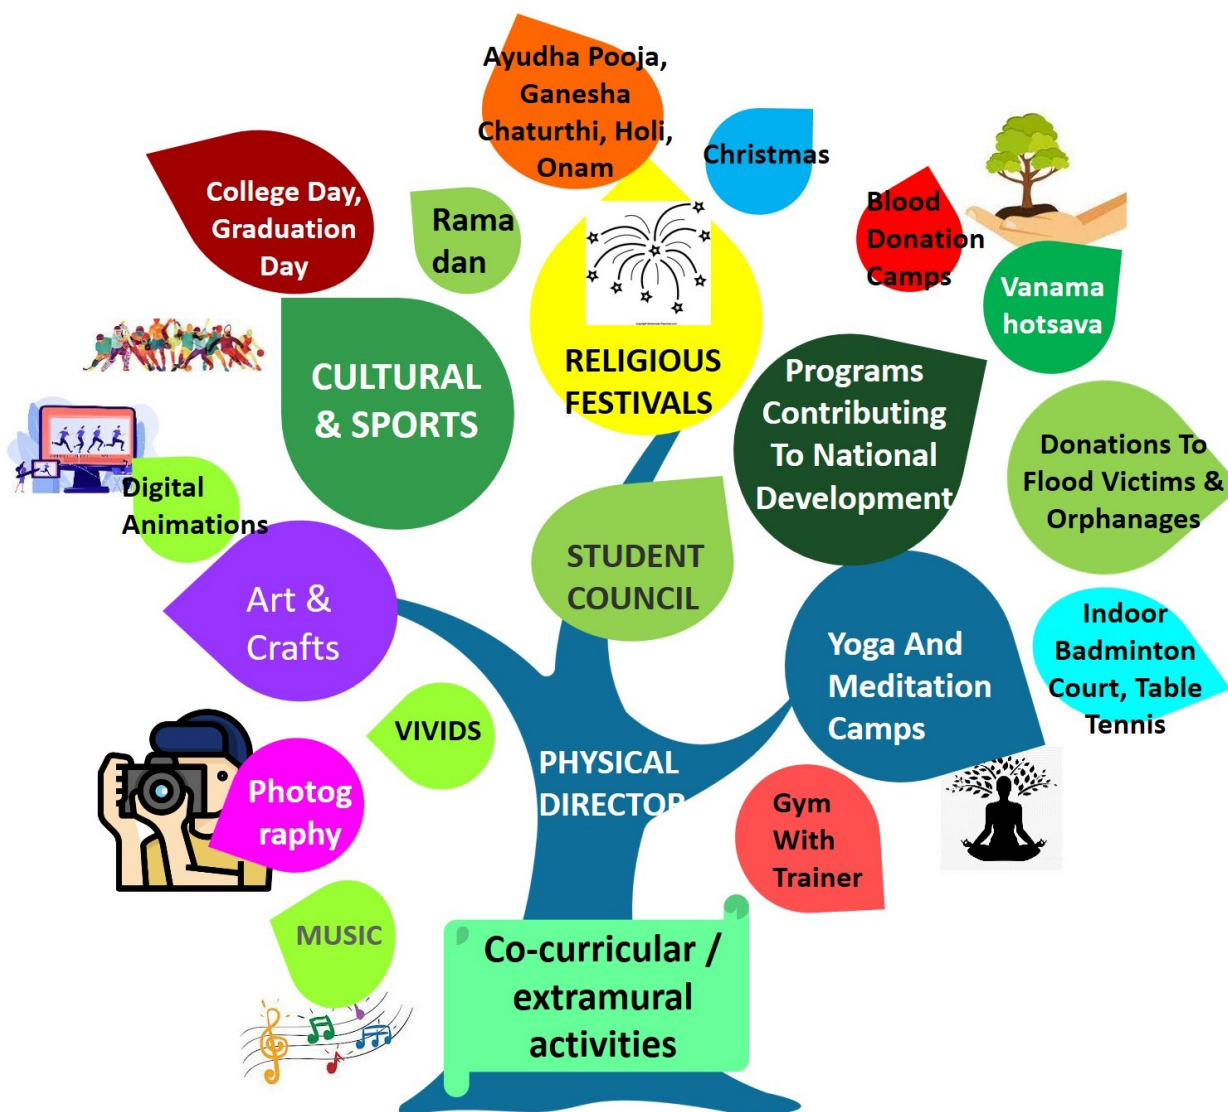 Ayudha Pooja,
Ganesha
Chaturthi, Holi,
Onam
Christmas
College Day,
Graduation
Day
Rama
dan
Blood
Donation
Camps
Vanama
hotsava
CULTURAL
& SPORTS
RELIGIOUS
FESTIVALS
Programs
Contributing
To National
Development
Donations To
Flood Victims &
Orphanages
Digital
Animations
STUDENT
COUNCIL
Art &
Crafts
Yoga And
Meditation
Camps
Indoor
Badminton
Court, Table
Tennis
VIVIDS
PHYSICAL
DIRECTOR
Photog
raphy
Gym
With
Trainer
MUSIC
Co-curricular /
extramural
activities